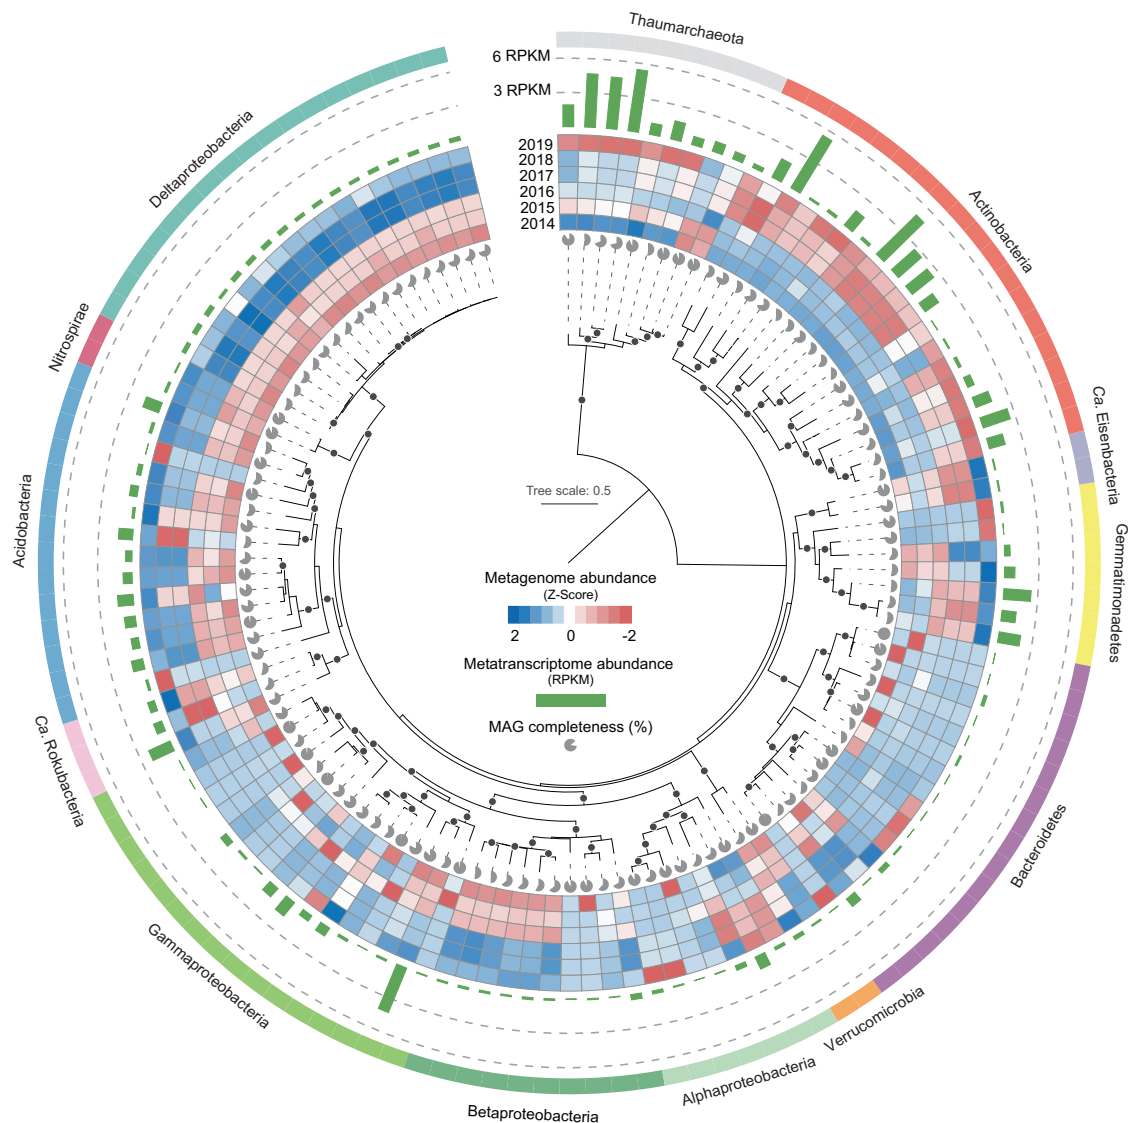 Thaumarchaeota
6 RPKM
3 RPKM
2019
2018
2017
2016
2015
2014
Actinobacteria
Ca. Eisenbacteria
Gemmatimonadetes
Bacteroidetes
Verrucomicrobia
Alphaproteobacteria
Betaproteobacteria
Gammaproteobacteria
Ca. Rokubacteria
Acidobacteria
Nitrospirae
Deltaproteobacteria
Tree scale: 0.5
Metagenome abundance
(Z-Score)
2 0 -2
Metatranscriptome abundance
(RPKM)
MAG completeness (%)